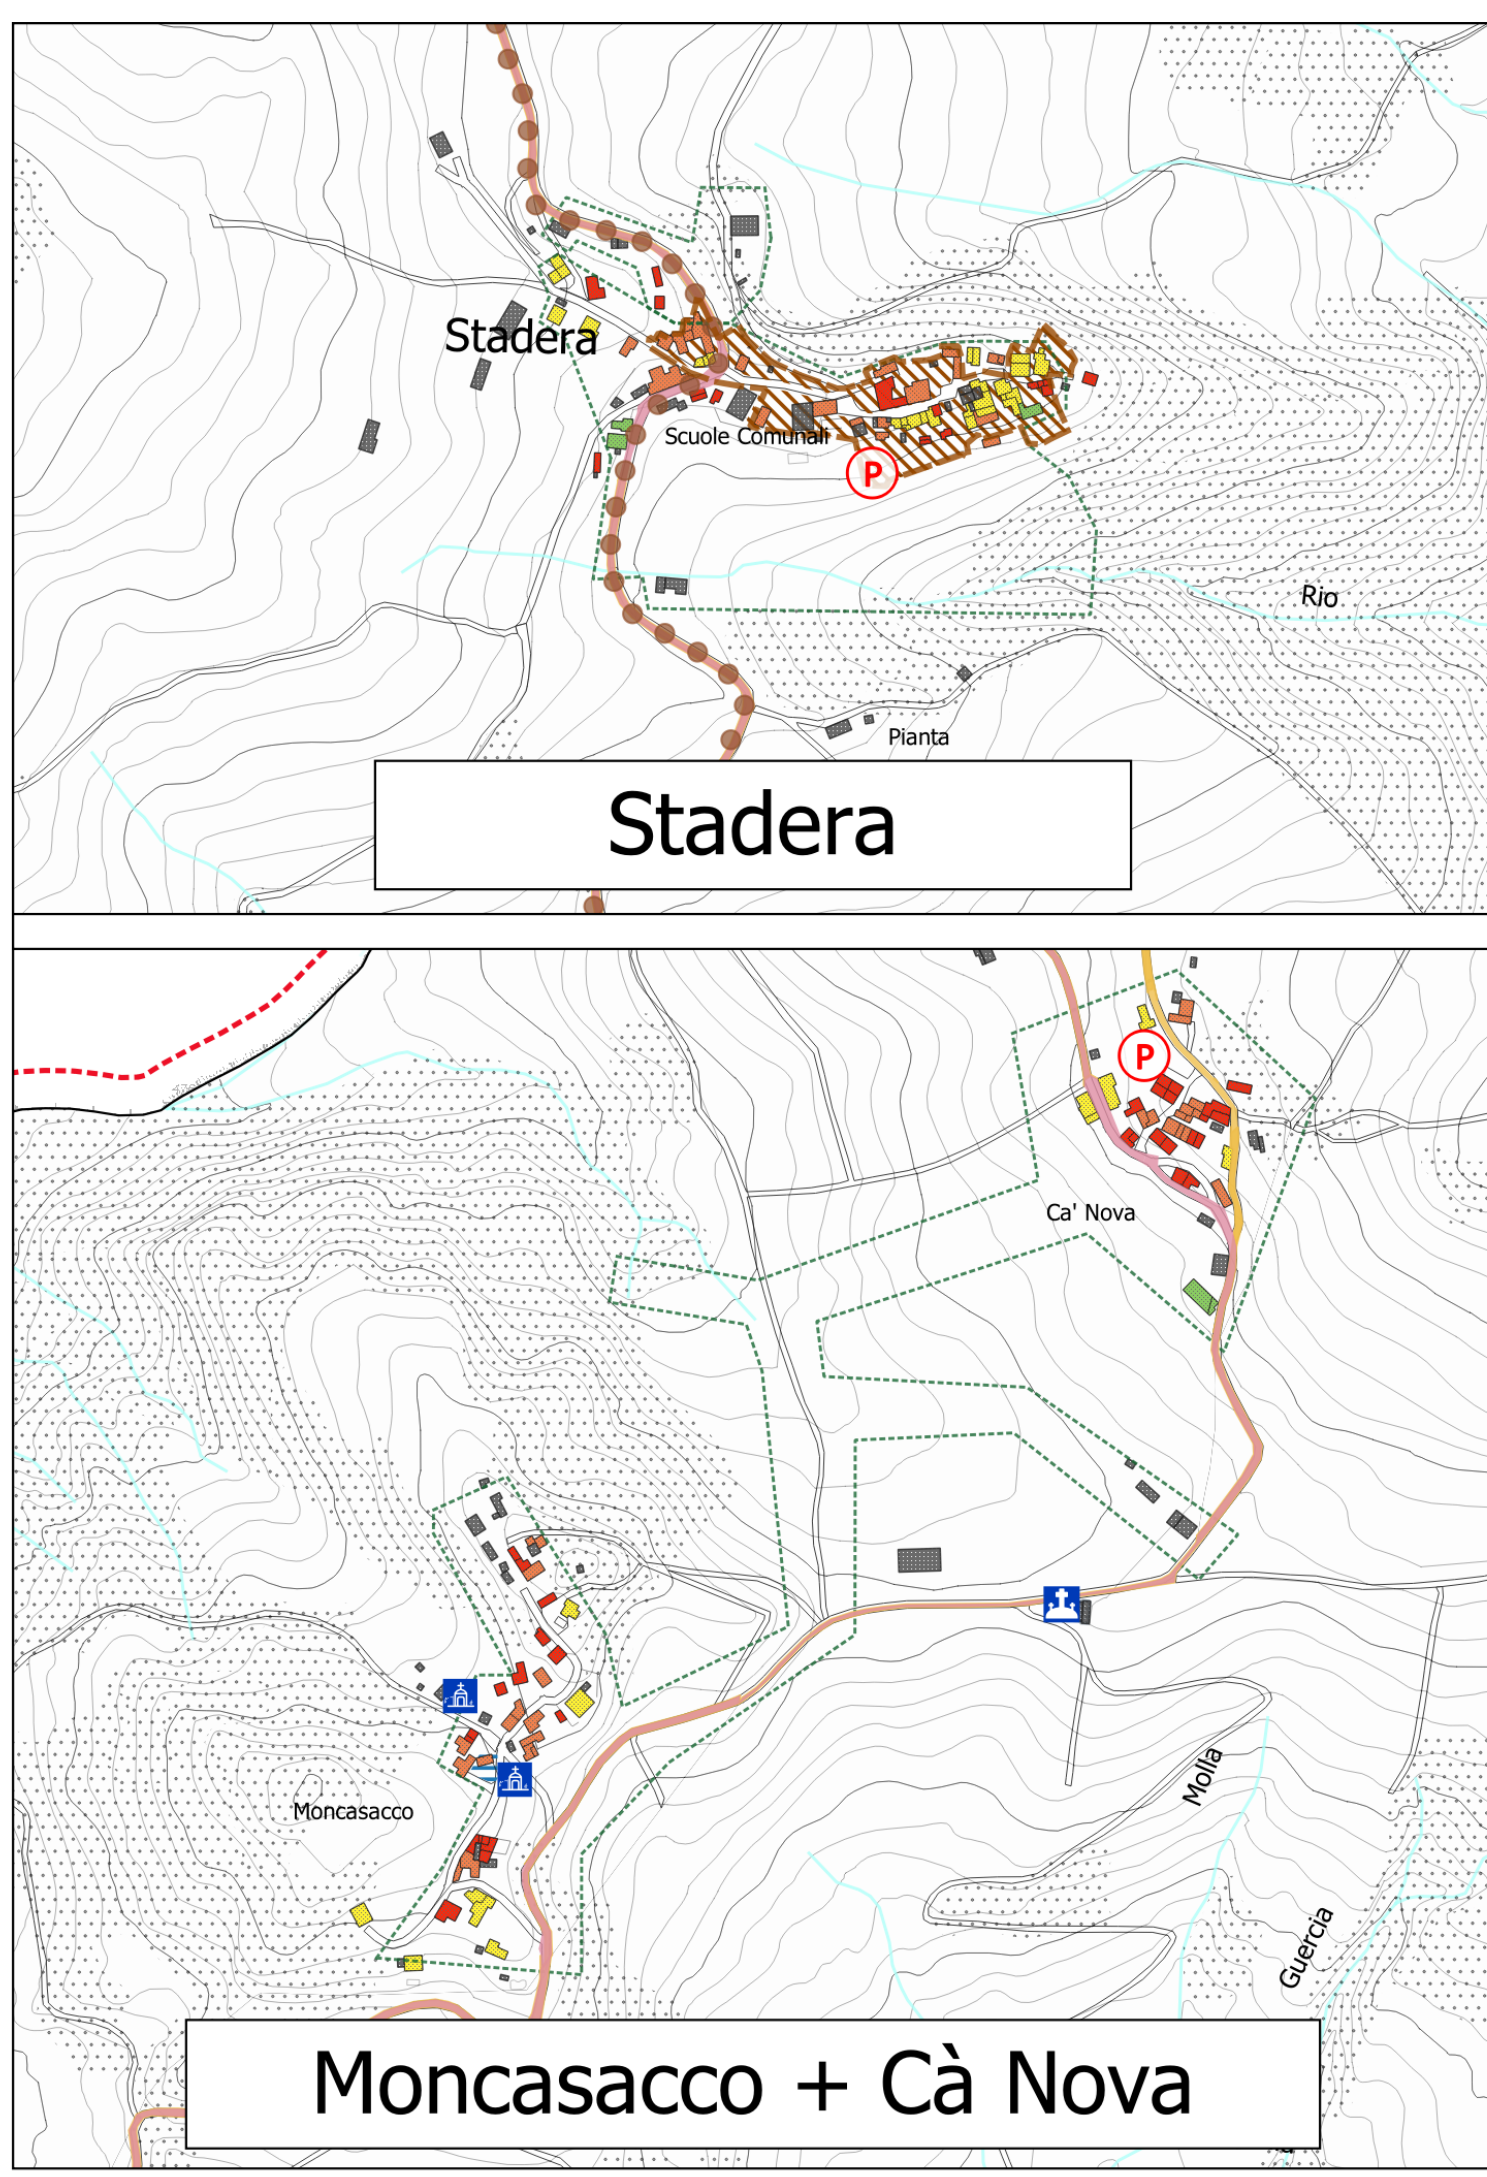 Stadera
Scuole Comunali
P
Rio
Pianta
Stadera
P
Ca' Nova
Moncasacco
Molla
Guercia
Moncasacco + Cà Nova